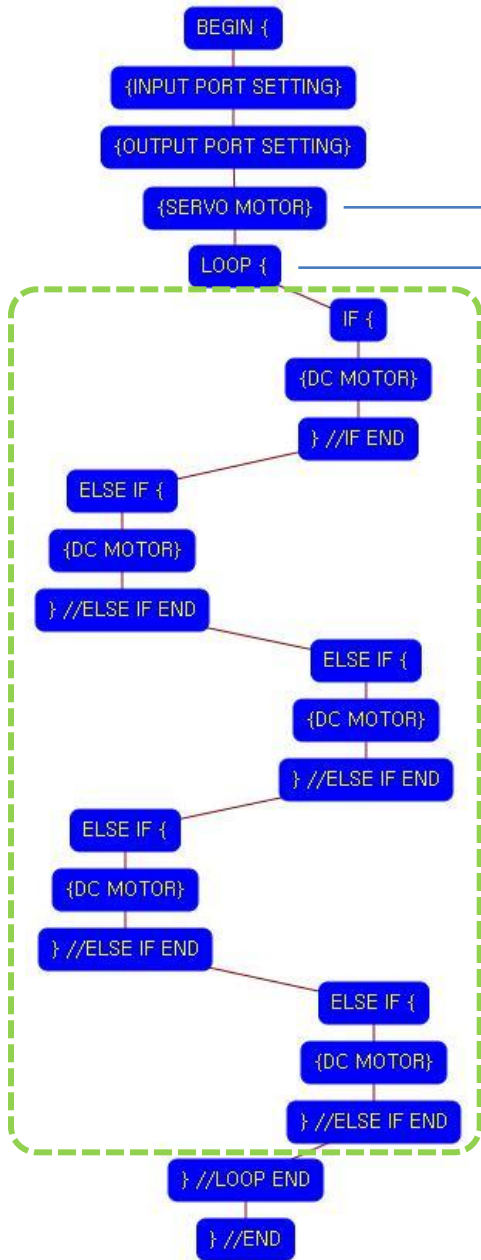 BEGIN {
{INPUT PORT SETTING}
{OUTPUT PORT SETTING}
{SERVO MOTOR}
LOOP {
IF {
{DC MOTOR}
} //IF END
ELSE IF {
{DC MOTOR}
} //ELSE IF END
ELSE IF {
{DC MOTOR}
} //ELSE IF END
ELSE IF {
{DC MOTOR}
} //ELSE IF END
ELSE IF {
{DC MOTOR}
} //ELSE IF END
} //LOOP END
} //END